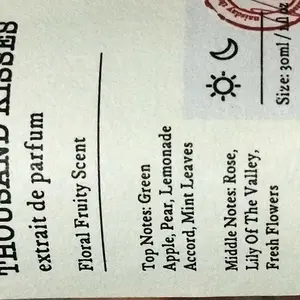 THOUSAND KISSES
extrait de parfum
Floral Fruity Scent
Top Notes: Green
Apple, Pear, Lemonade
Accord, Mint Leaves
Middle Notes: Rose,
Lily Of The Valley,
Fresh Flowers
Size: 30ml /